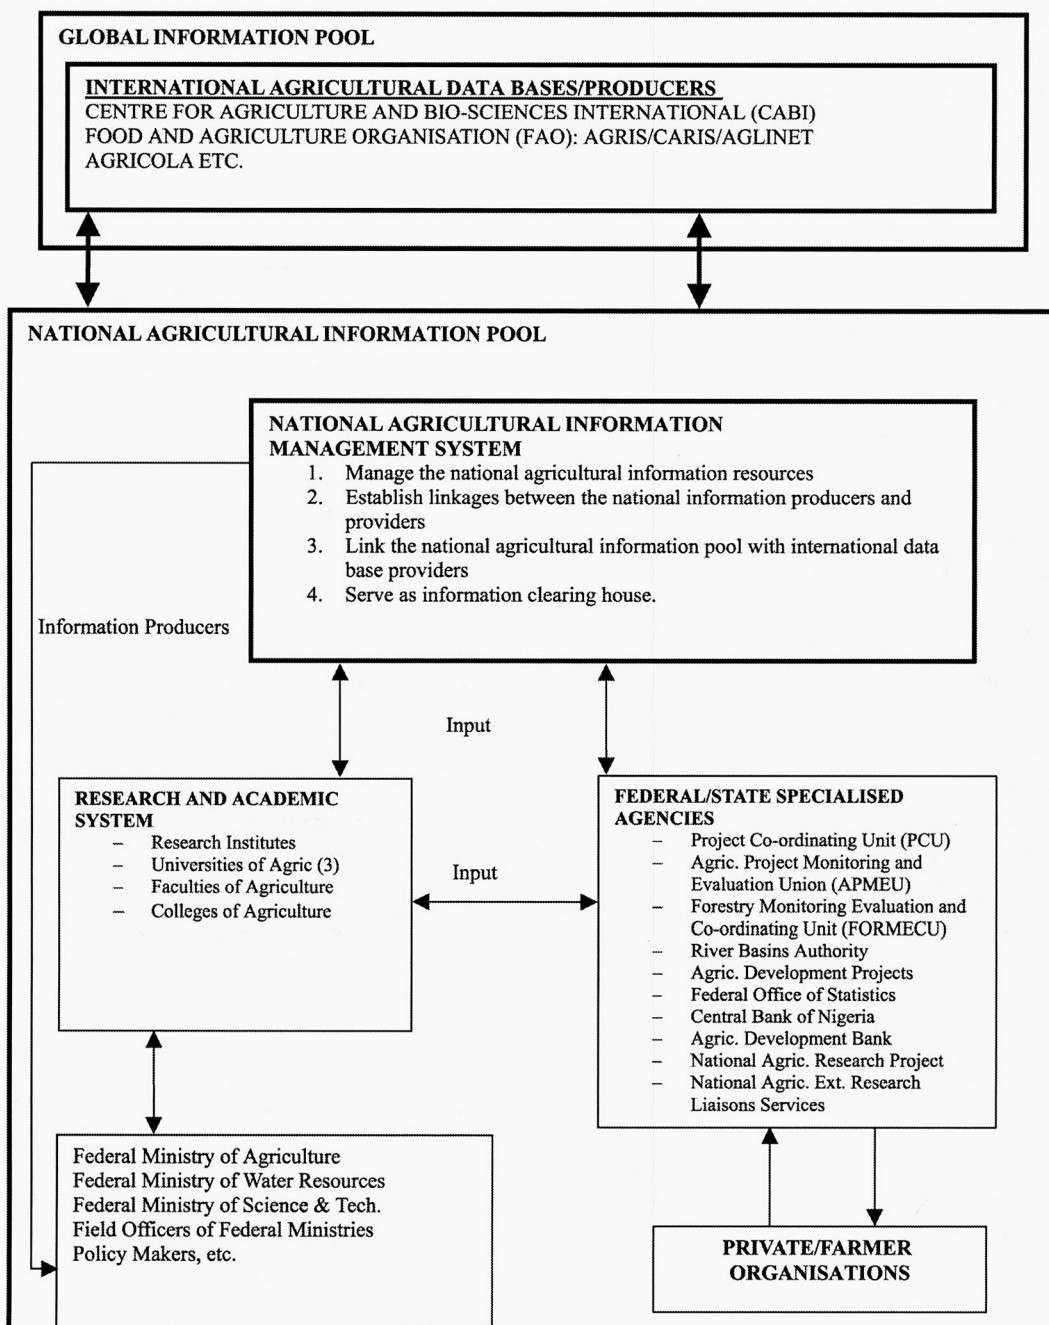 GLOBAL INFORMATION POOL
INTERNATIONAL AGRICULTURAL DATA BASES/PRODUCERS
CENTRE FOR AGRICULTURE AND BIO-SCIENCES INTERNATIONAL (CABI)
FOOD AND AGRICULTURE ORGANISATION (FAO): AGRIS/CARIS/AGLINET
AGRICOLA ETC.
NATIONAL AGRICULTURAL INFORMATION POOL
NATIONAL AGRICULTURAL INFORMATION
MANAGEMENT SYSTEM
1. Manage the national agricultural information resources
2. Establish linkages between the national information producers and
providers
3. Link the national agricultural information pool with international data
base providers
4. Serve as information clearing house.
Information Producers
Input
RESEARCH AND ACADEMIC
SYSTEM
– Research Institutes
– Universities of Agric (3)
– Faculties of Agriculture
– Colleges of Agriculture
Input
FEDERAL/STATE SPECIALISED
AGENCIES
– Project Co-ordinating Unit (PCU)
– Agric. Project Monitoring and
Evaluation Union (APMEU)
– Forestry Monitoring Evaluation and
Co-ordinating Unit (FORMECU)
– River Basins Authority
– Agric. Development Projects
– Federal Office of Statistics
– Central Bank of Nigeria
– Agric. Development Bank
– National Agric. Research Project
– National Agric. Ext. Research
Liaisons Services
Federal Ministry of Agriculture
Federal Ministry of Water Resources
Federal Ministry of Science & Tech.
Field Officers of Federal Ministries
Policy Makers, etc.
PRIVATE/FARMER
ORGANISATIONS